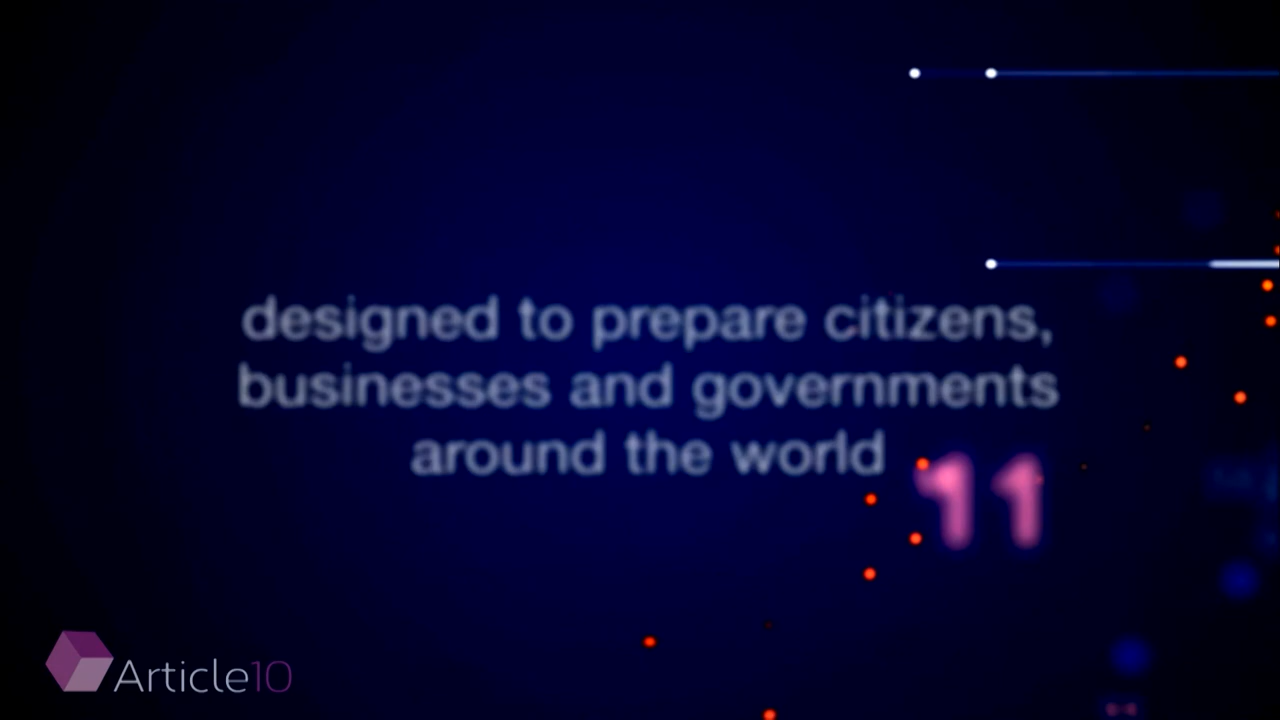 designed to prepare citizens,
businesses and governments
around the world
11
Article10